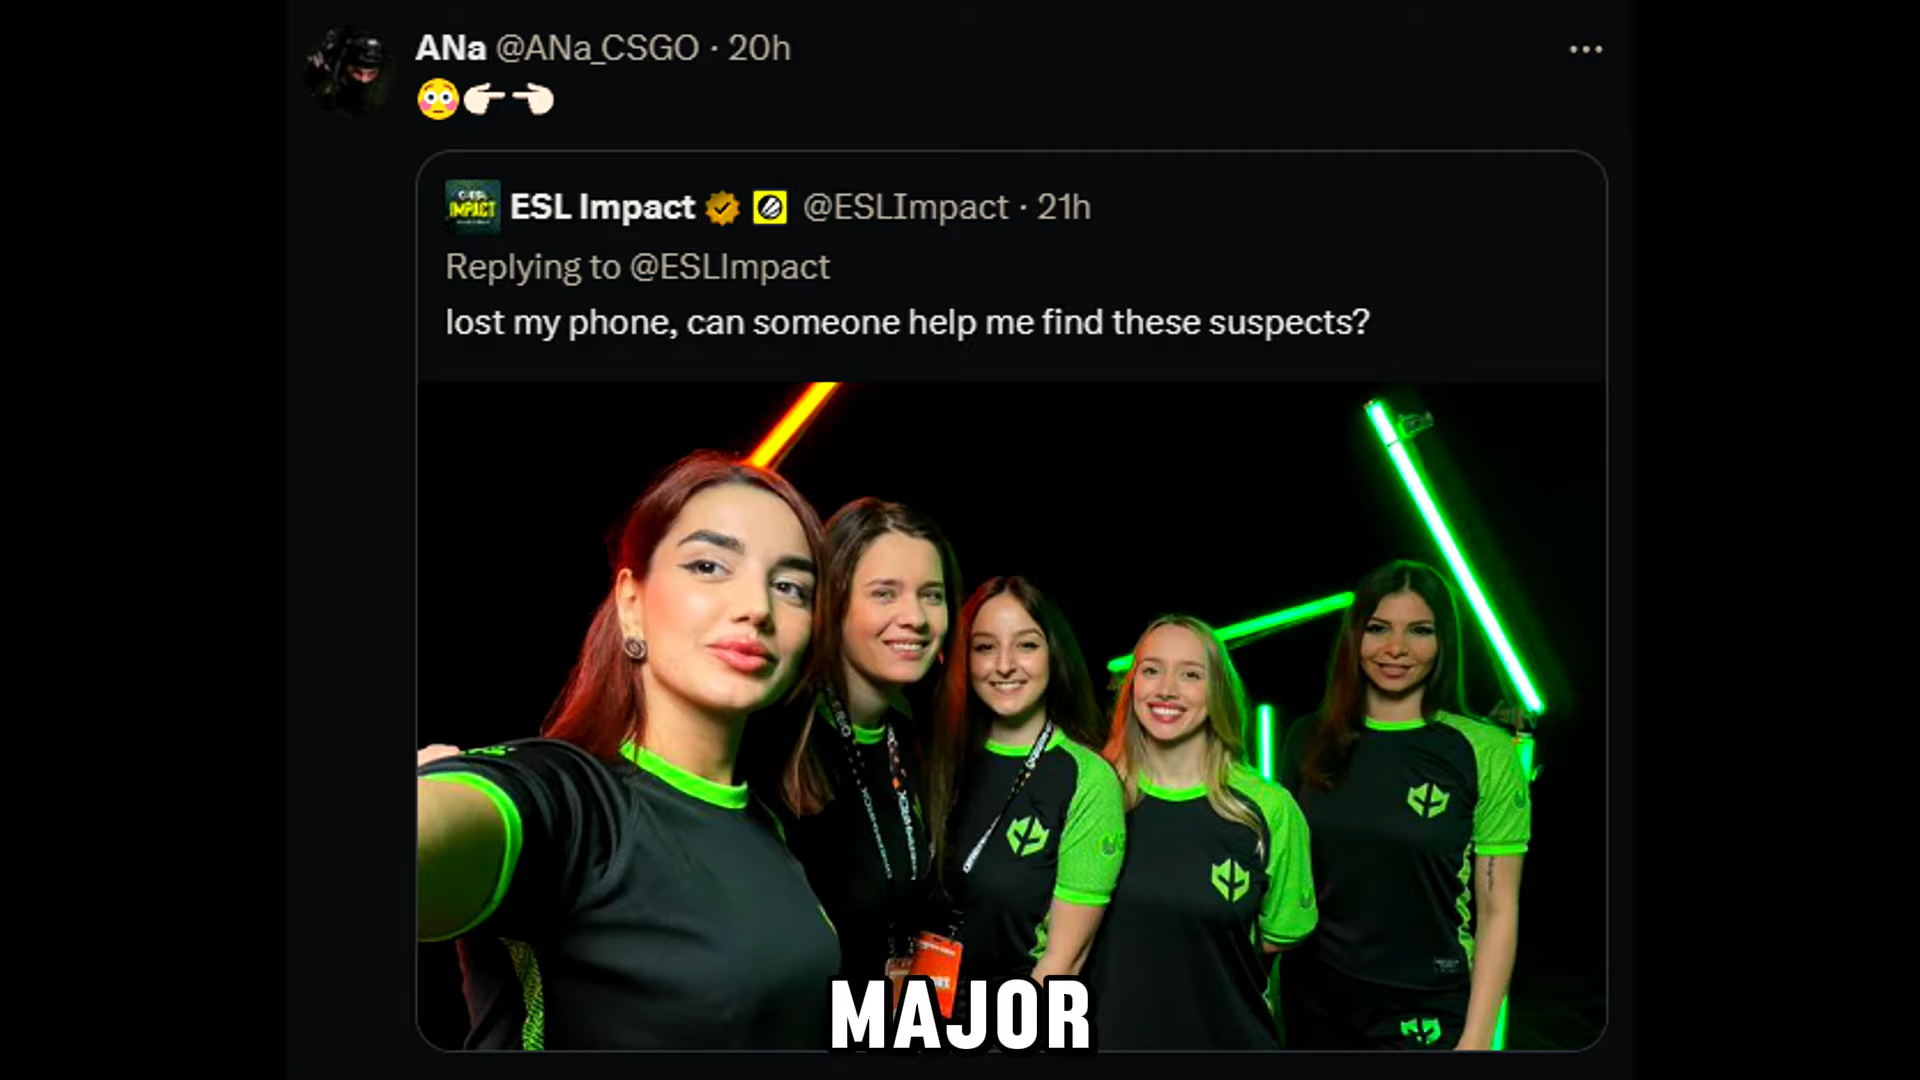 ANa @ANa_CSGO · 20h
😳👉👈
ESL Impact @ESLImpact · 21h
Replying to @ESLImpact
lost my phone, can someone help me find these suspects?
IMPACT
MAJOR